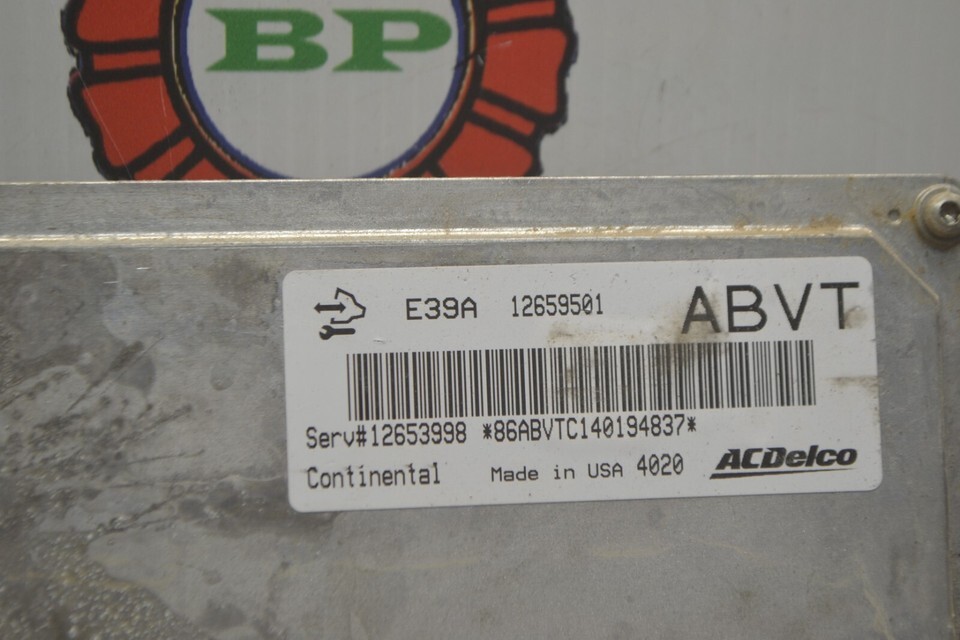 BP
E39A 12659501 ABVT
Serv#12653998 *86ABVTC140194837*
Continental Made in USA 4020 ACDelco